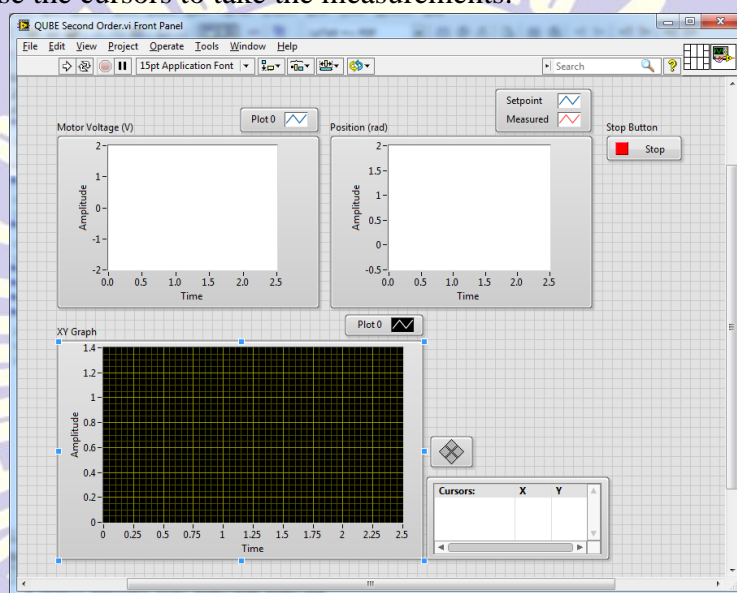 se the cursors to take the measurements.
QUBE Second Order.vi Front Panel
File Edit View Project Operate Tools Window Help
15pt Application Font
Search
Motor Voltage (V)
Plot 0
2
1
0
-1
-2
Amplitude
0.0 0.5 1.0 1.5 2.0 2.5
Time
Position (rad)
Setpoint
Measured
2
1.5
1
0.5
0
-0.5
Amplitude
0.0 0.5 1.0 1.5 2.0 2.5
Time
Stop Button
Stop
XY Graph
Plot 0
1.4
1.2
1
0.8
0.6
0.4
0.2
0
Amplitude
0 0.25 0.5 0.75 1 1.25 1.5 1.75 2 2.25 2.5
Time
Cursors: X Y